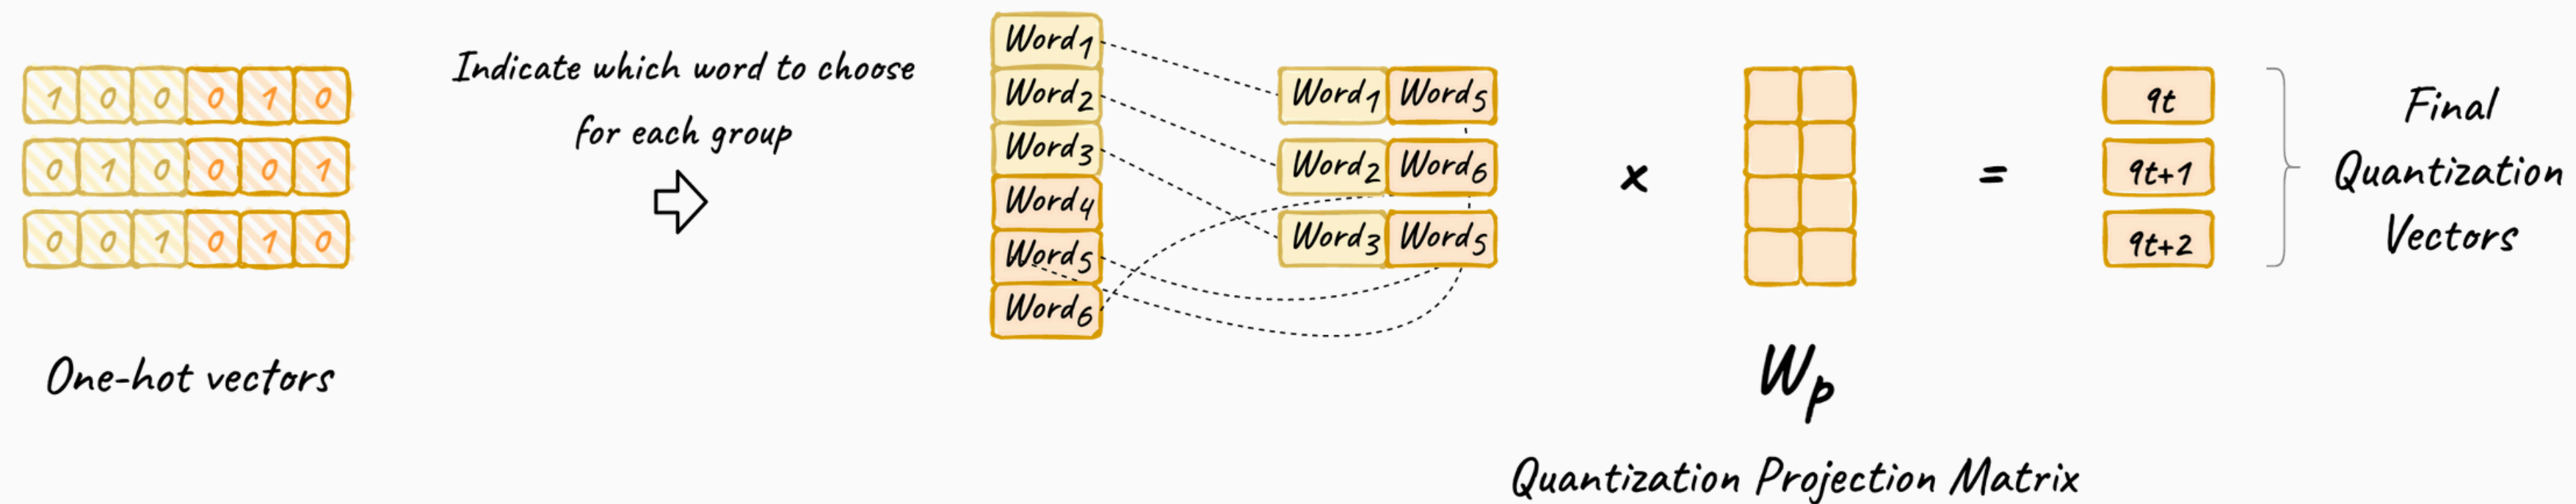 1 0 0 0 1 0
0 1 0 0 0 1
0 0 1 0 1 0
One-hot vectors
Indicate which word to choose
for each group
Word1
Word2
Word3
Word4
Word5
Word6
Word1 Word5
Word2 Word6
Word3 Word5
x
Wp
Quantization Projection Matrix
=
qt
qt+1
qt+2
Final
Quantization
Vectors